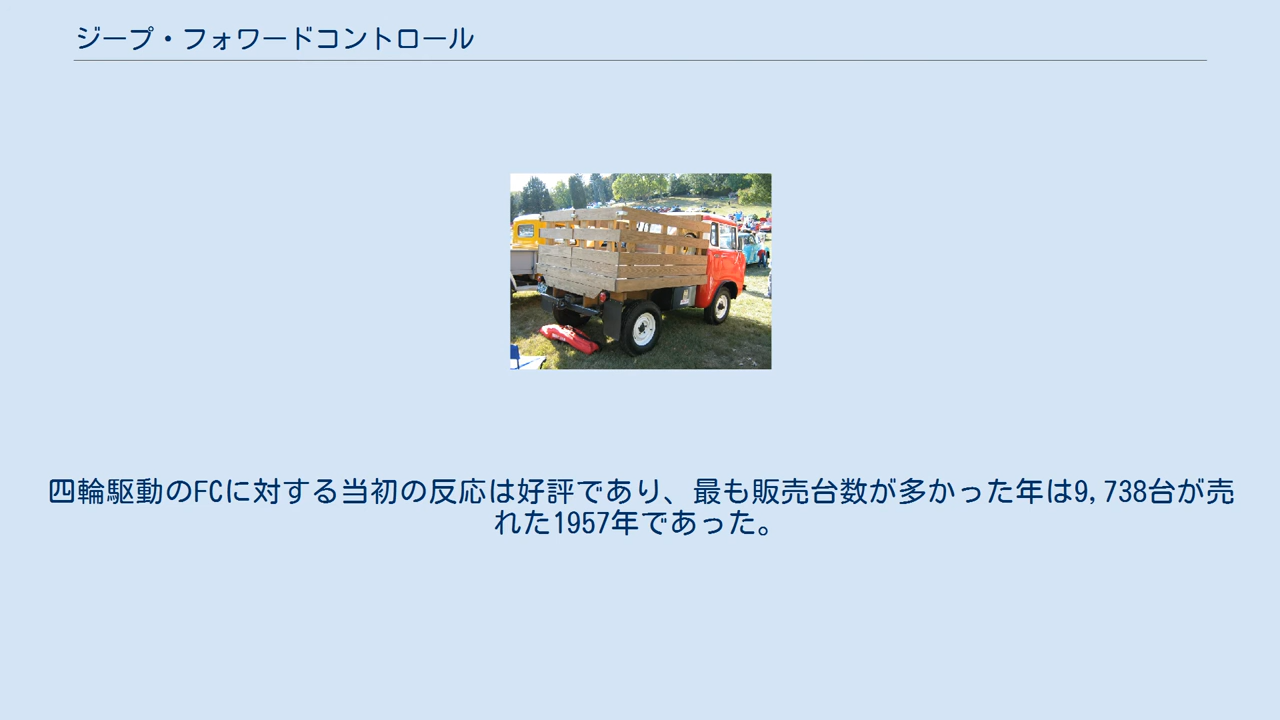 ジープ・フォワードコントロール
四輪駆動のFCに対する当初の反応は好評であり、最も販売台数が多かった年は9,738台が売
れた1957年であった。